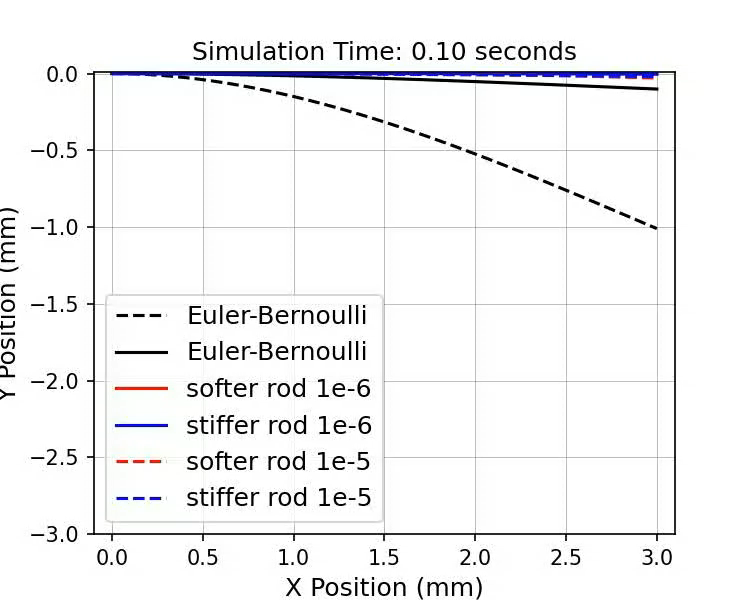 Simulation Time: 0.10 seconds
0.0
−0.5
−1.0
−1.5
−2.0
−2.5
−3.0
Y Position (mm)
Euler-Bernoulli
Euler-Bernoulli
softer rod 1e-6
stiffer rod 1e-6
softer rod 1e-5
stiffer rod 1e-5
0.0 0.5 1.0 1.5 2.0 2.5 3.0
X Position (mm)